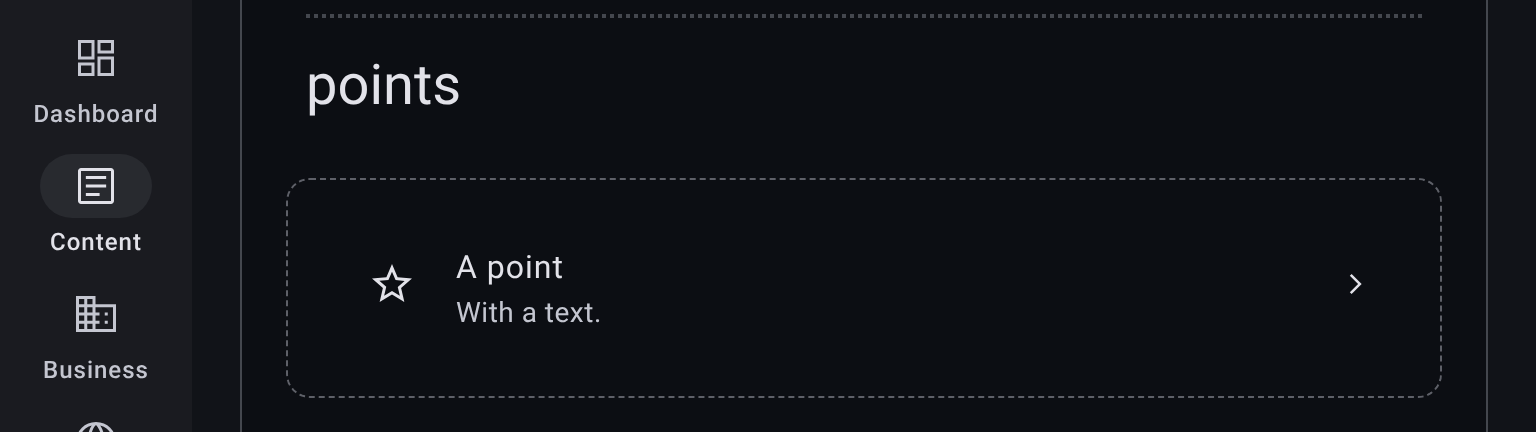 Dashboard
Content
Business
points
A point
With a text.